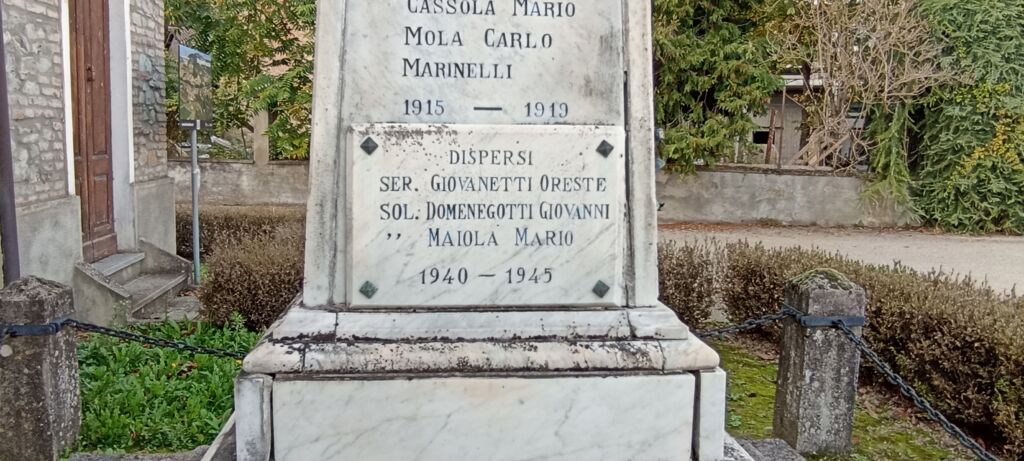 CASSOLA MARIO
MOLA CARLO
MARINELLI
1915 — 1919
DISPERSI
SER. GIOVANETTI ORESTE
SOL. DOMENEGOTTI GIOVANNI
,, MAIOLA MARIO
1940 — 1945